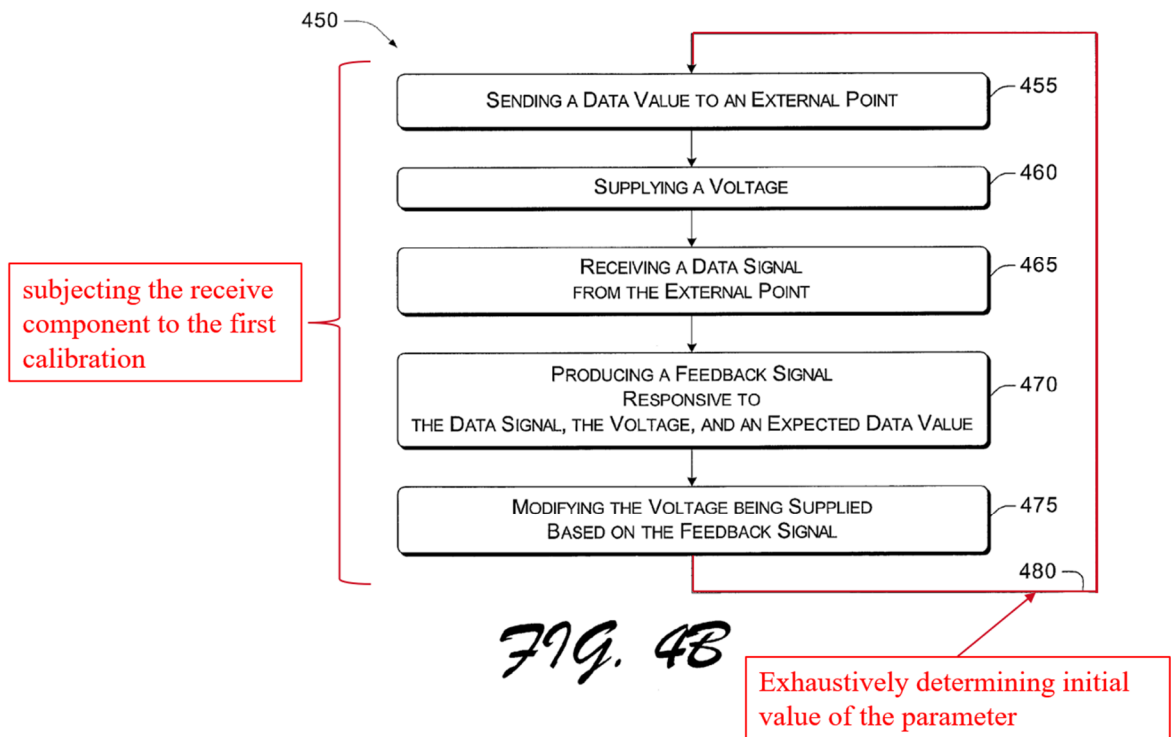 450
SENDING A DATA VALUE TO AN EXTERNAL POINT
455
SUPPLYING A VOLTAGE
460
RECEIVING A DATA SIGNAL
FROM THE EXTERNAL POINT
465
subjecting the receive
component to the first
calibration
PRODUCING A FEEDBACK SIGNAL
RESPONSIVE TO
THE DATA SIGNAL, THE VOLTAGE, AND AN EXPECTED DATA VALUE
470
MODIFYING THE VOLTAGE BEING SUPPLIED
BASED ON THE FEEDBACK SIGNAL
475
480
FIG. 4B
Exhaustively determining initial
value of the parameter